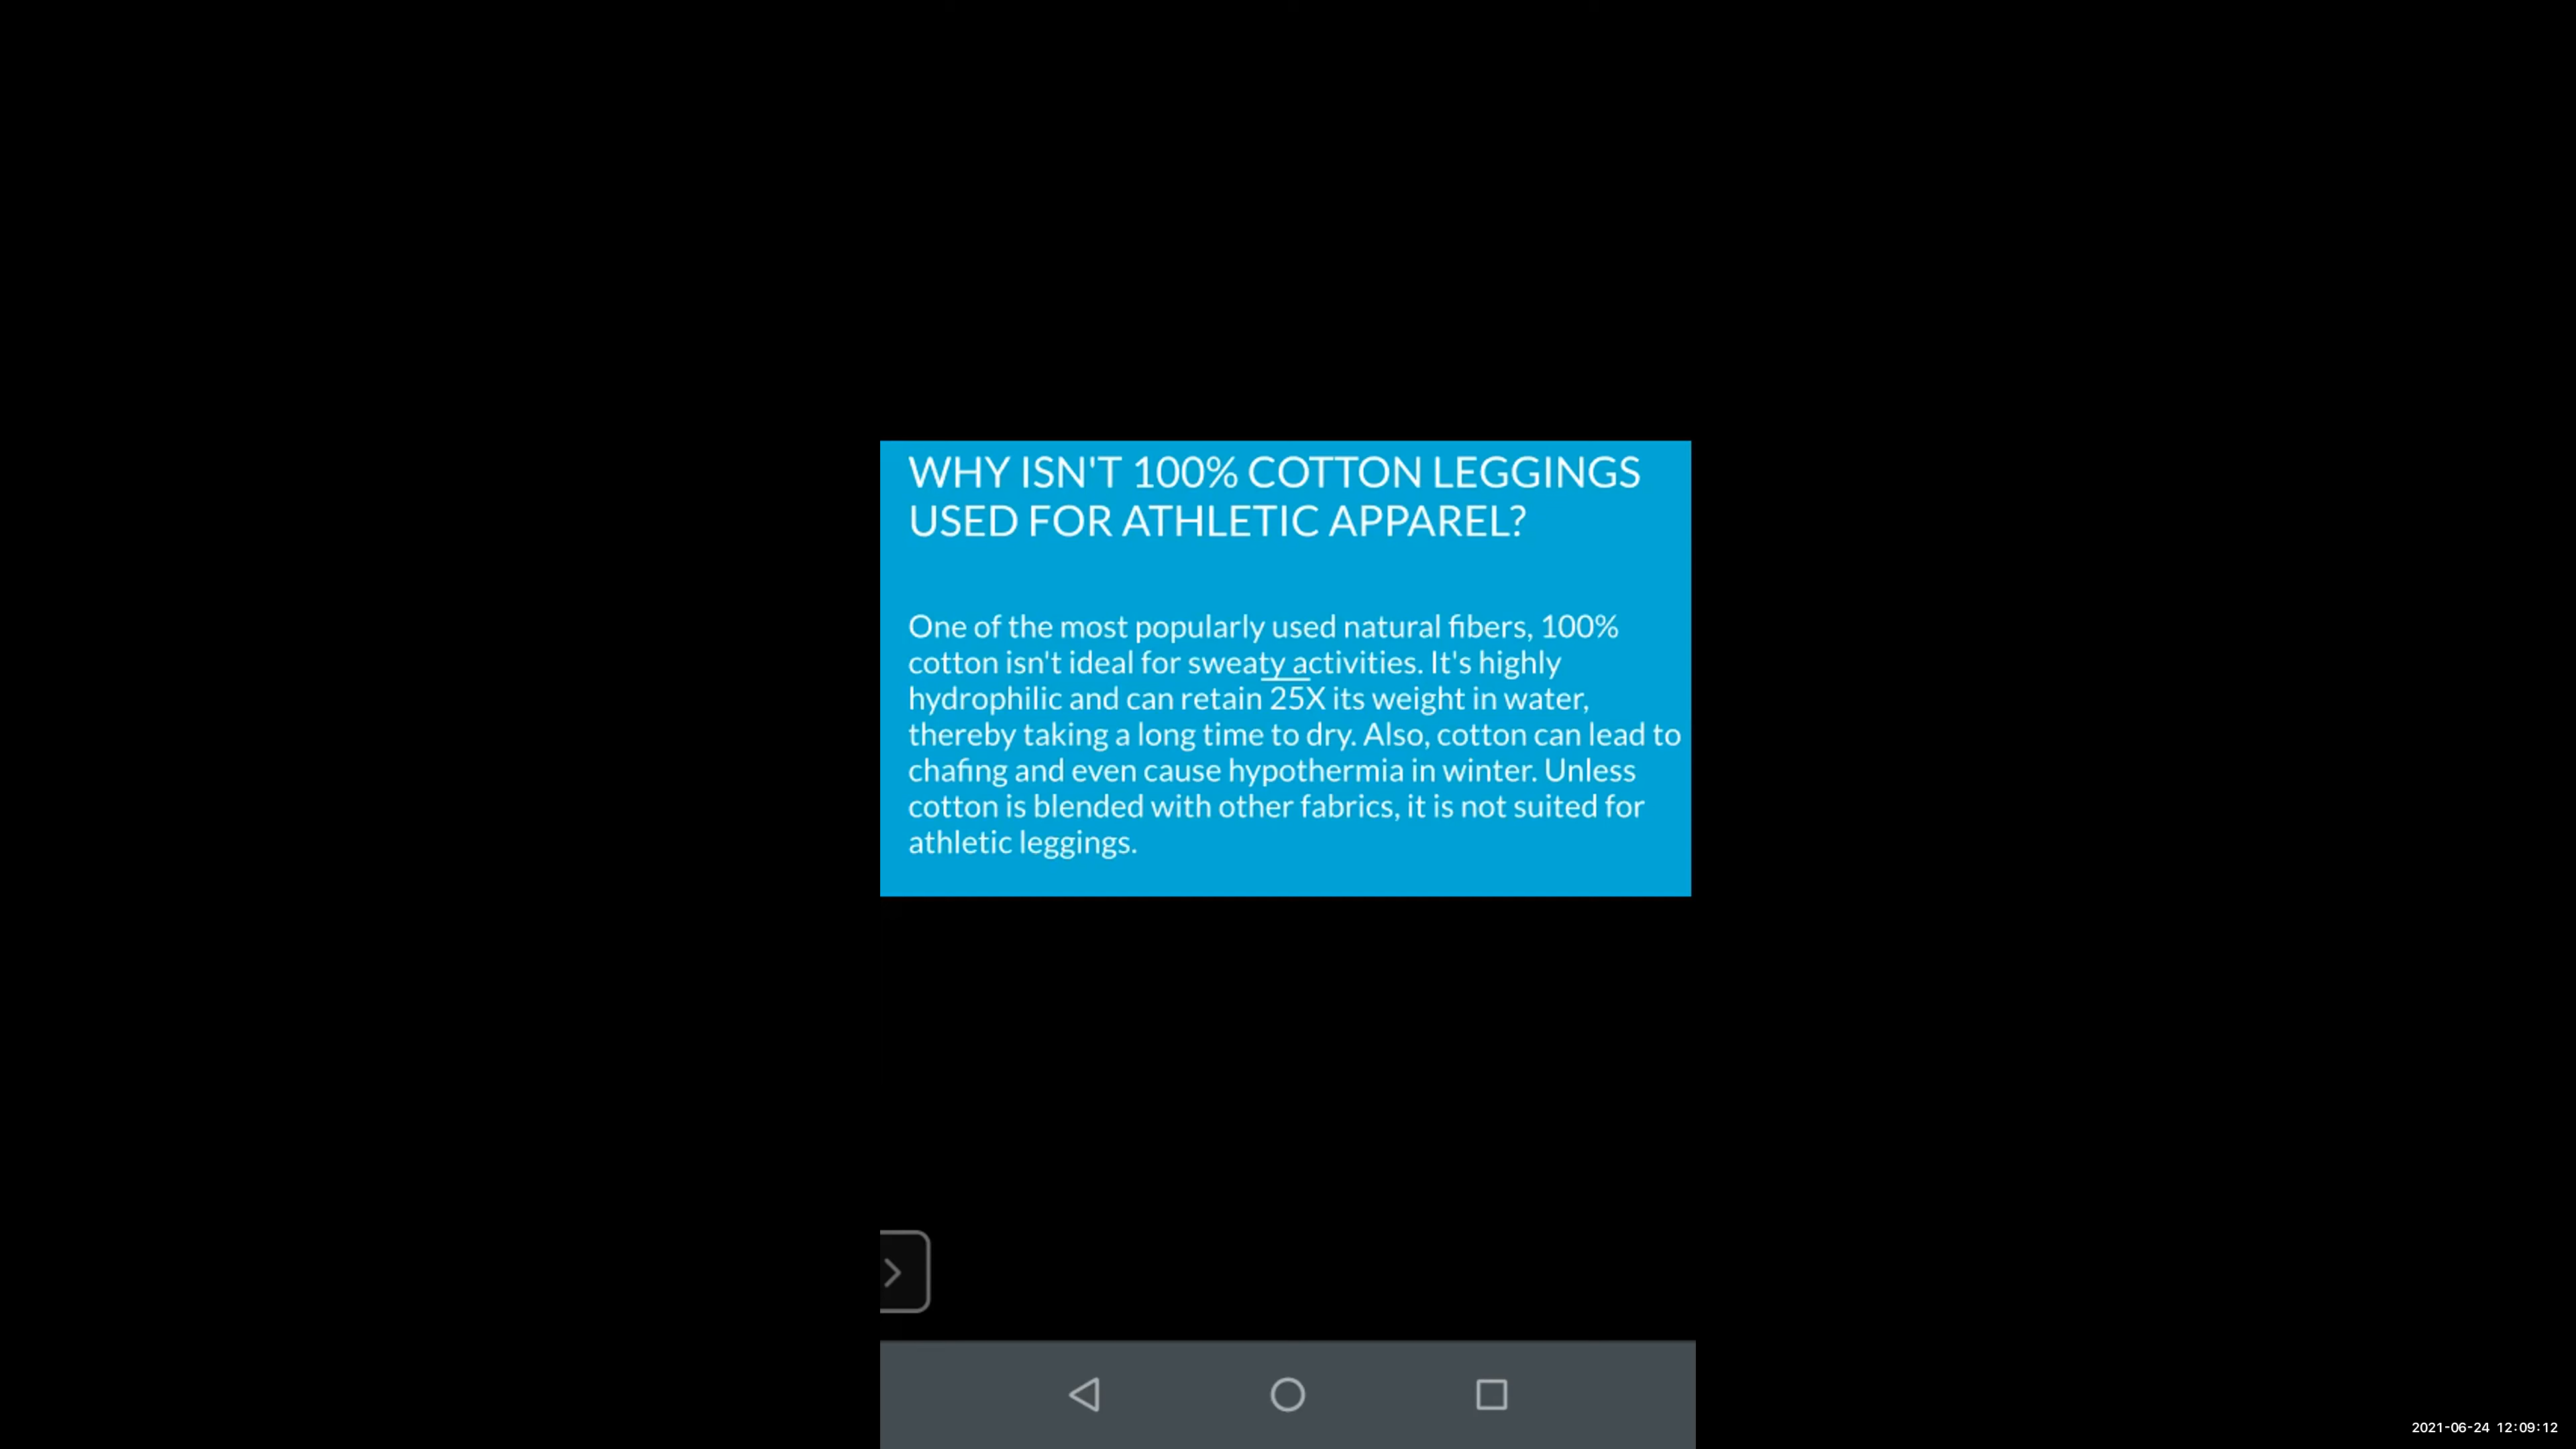 WHY ISN'T 100% COTTON LEGGINGS
USED FOR ATHLETIC APPAREL?
One of the most popularly used natural fibers, 100%
cotton isn't ideal for sweaty activities. It's highly
hydrophilic and can retain 25X its weight in water,
thereby taking a long time to dry. Also, cotton can lead to
chafing and even cause hypothermia in winter. Unless
cotton is blended with other fabrics, it is not suited for
athletic leggings.
2021-06-24 12:09:12